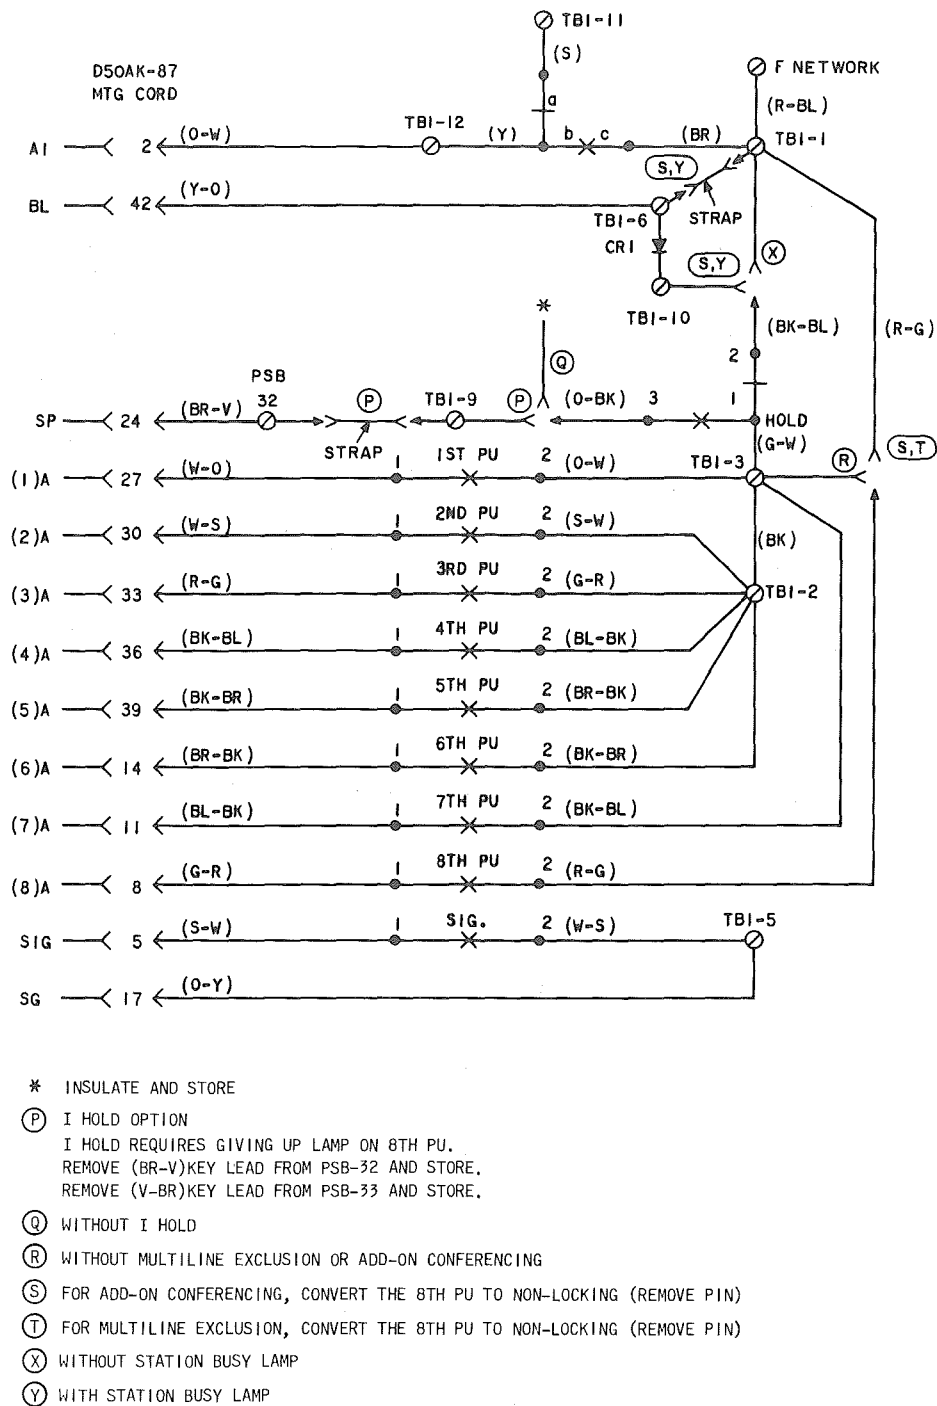 TB1-11
(S)
a
D50AK-87
MTG CORD
F NETWORK
(R-BL)
A1 2 (O-W) TB1-12 (Y) b c (BR) TB1-1
S,Y
STRAP
BL 42 (Y-O) TB1-6
CR1
S,Y
X
TB1-10
*
(BK-BL)
(R-G)
2
Q
PSB
32
P
TB1-9
P
SP 24 (BR-V) STRAP (O-BK) 3 1 HOLD
(G-W)
S,T
(1)A 27 (W-O) 1 1ST PU 2 (O-W) TB1-3 R
(2)A 30 (W-S) 1 2ND PU 2 (S-W) (BK)
(3)A 33 (R-G) 1 3RD PU 2 (G-R) TB1-2
(4)A 36 (BK-BL) 1 4TH PU 2 (BL-BK)
(5)A 39 (BK-BR) 1 5TH PU 2 (BR-BK)
(6)A 14 (BR-BK) 1 6TH PU 2 (BK-BR)
(7)A 11 (BL-BK) 1 7TH PU 2 (BK-BL)
(8)A 8 (G-R) 1 8TH PU 2 (R-G)
SIG 5 (S-W) 1 SIG. 2 (W-S) TB1-5
SG 17 (O-Y)
* INSULATE AND STORE
P I HOLD OPTION
I HOLD REQUIRES GIVING UP LAMP ON 8TH PU.
REMOVE (BR-V)KEY LEAD FROM PSB-32 AND STORE.
REMOVE (V-BR)KEY LEAD FROM PSB-33 AND STORE.
Q WITHOUT I HOLD
R WITHOUT MULTILINE EXCLUSION OR ADD-ON CONFERENCING
S FOR ADD-ON CONFERENCING, CONVERT THE 8TH PU TO NON-LOCKING (REMOVE PIN)
T FOR MULTILINE EXCLUSION, CONVERT THE 8TH PU TO NON-LOCKING (REMOVE PIN)
X WITHOUT STATION BUSY LAMP
Y WITH STATION BUSY LAMP